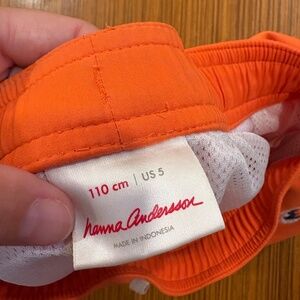 110 cm | US 5
hanna andersson
MADE IN INDONESIA